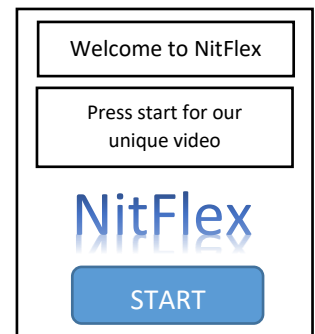 Welcome to NitFlex
Press start for our
unique video
NitFlex
START